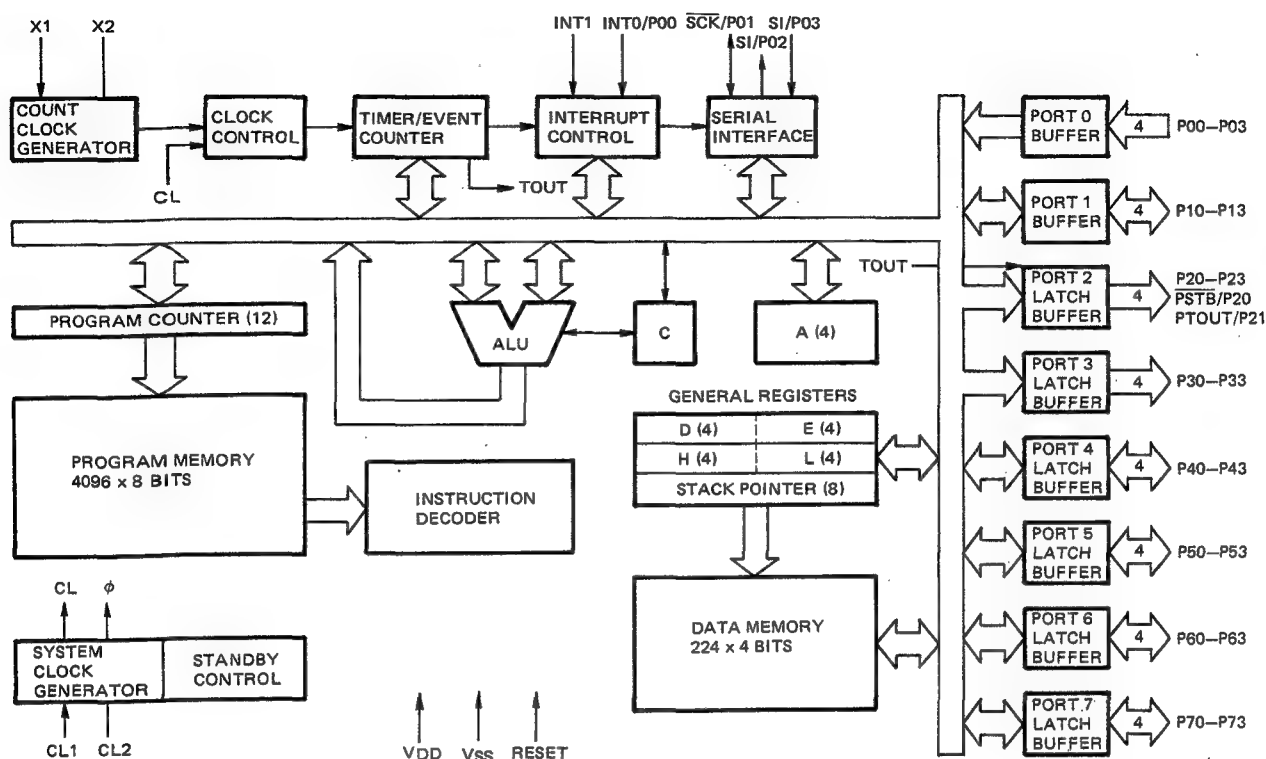 X1 X2
INT1 INT0/P00 SCK/P01 SI/P03
SI/P02
COUNT
CLOCK
GENERATOR
CLOCK
CONTROL
TIMER/EVENT
COUNTER
INTERRUPT
CONTROL
SERIAL
INTERFACE
PORT 0
BUFFER
4
P00–P03
CL
TOUT
PORT 1
BUFFER
4
P10–P13
TOUT
PORT 2
LATCH
BUFFER
4
P20–P23
PSTB/P20
PTOUT/P21
PROGRAM COUNTER (12)
ALU
C
A (4)
PORT 3
LATCH
BUFFER
4
P30–P33
GENERAL REGISTERS
D (4) E (4)
H (4) L (4)
STACK POINTER (8)
PROGRAM MEMORY
4096 x 8 BITS
INSTRUCTION
DECODER
PORT 4
LATCH
BUFFER
4
P40–P43
PORT 5
LATCH
BUFFER
4
P50–P53
CL ϕ
SYSTEM
CLOCK
GENERATOR
STANDBY
CONTROL
DATA MEMORY
224 x 4 BITS
PORT 6
LATCH
BUFFER
4
P60–P63
CL1 CL2
VDD VSS RESET
PORT 7
LATCH
BUFFER
4
P70–P73